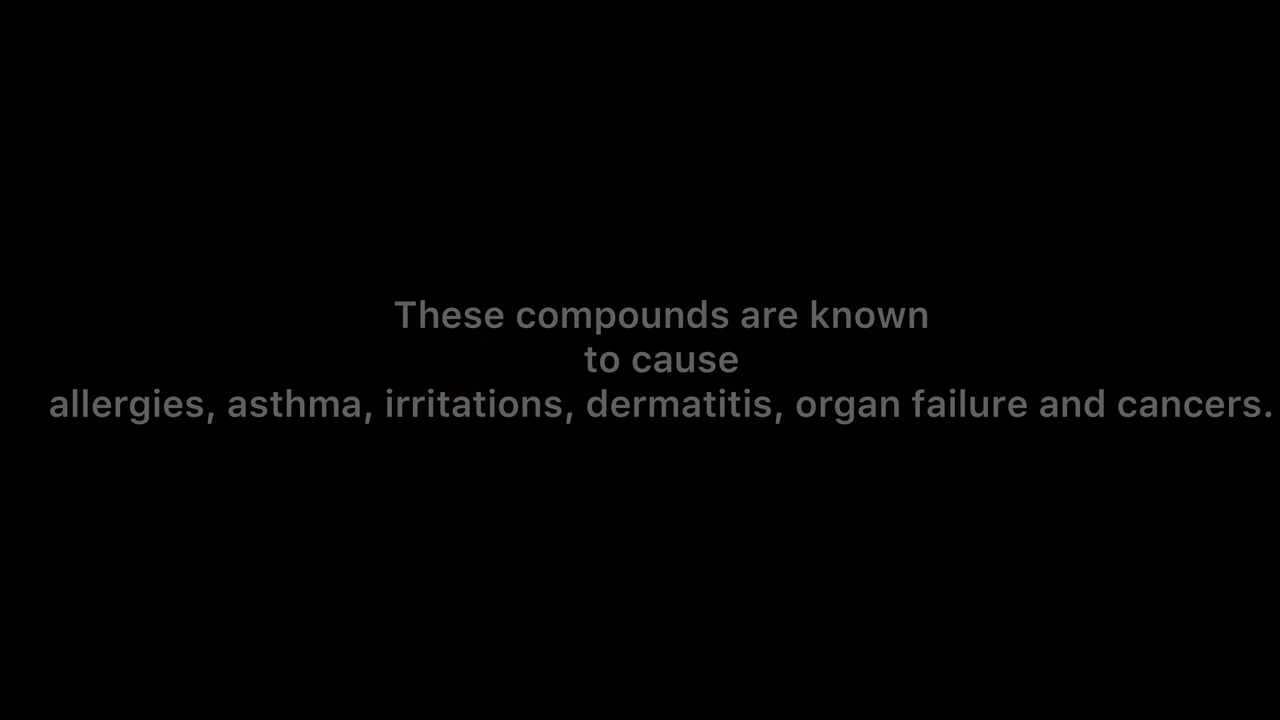 These compounds are known
to cause
allergies, asthma, irritations, dermatitis, organ failure and cancers.